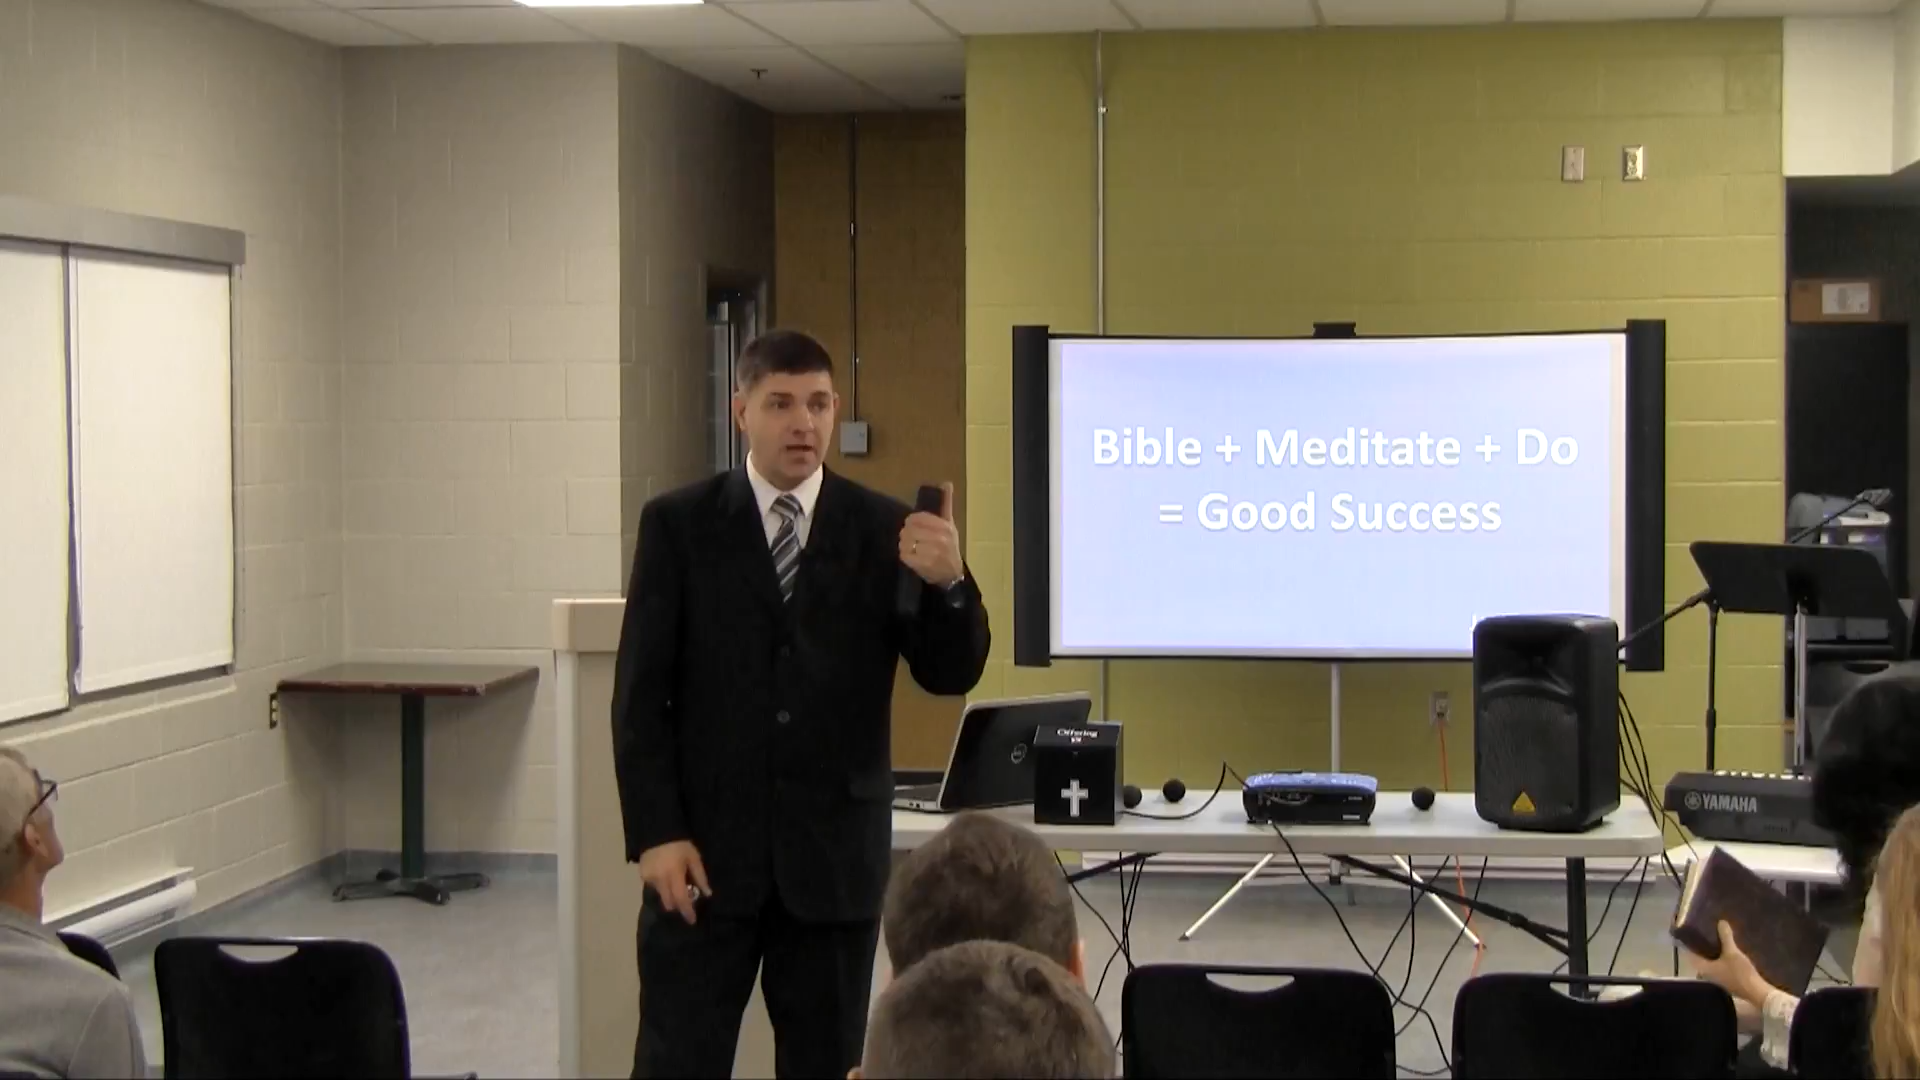 Bible + Meditate + Do
= Good Success
Offering
YAMAHA